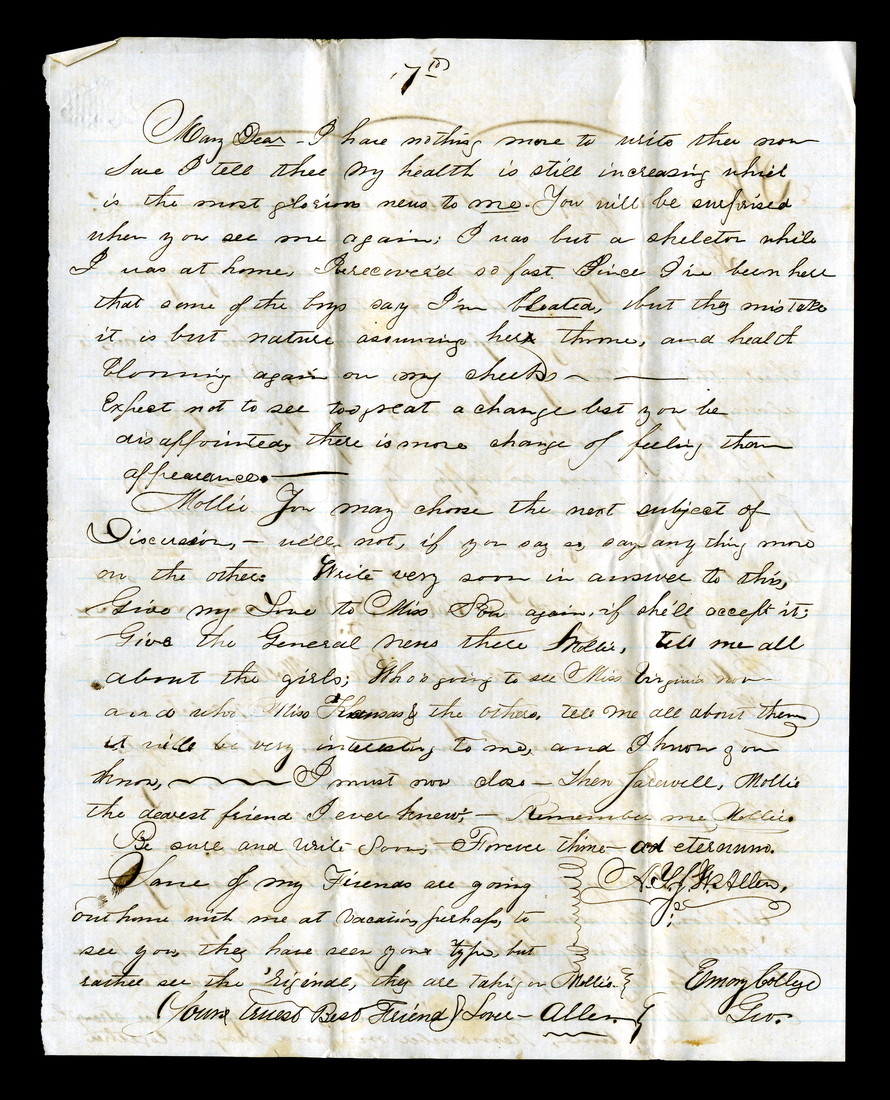 7th
Mary Dear - I have nothing more to write thee now
save I tell thee my health is still increasing which
is the most glorious news to me. You will be surprised
when you see me again; I was but a skeleton while
I was at home, I've recovered so fast Since I've been here
that some of the boys say I'm bloated, but they mistake
it is but nature assuming her throne, and health
blooming again on my cheeks
Expect not to see too great a change lest you be
disappointed, there is more change of feeling than
appearance.
Mollie You may choose the next subject of
Discussion, - we'll not, if you say so, say any thing more
on the other: Write very soon in answer to this,
Give my Love to Miss again, if she'll accept it;
Give the General news there Mollie, tell me all
about the girls; Who's going to see Miss Virginia now
and who Miss Kansas & the others, tell me all about them
it will be very interesting to me, and I know you
know, I must now close - Then farewell, Mollie
the dearest friend I ever knew; - Remember me Mollie.
Be sure and write Soon, - Forever thine - ad eternum.
Some of my Friends are going
A. W. Allen,
out home with me at vacation, perhaps, to
see you, they have seen your type, but
rather see the they are taking on Mollie.
Emory College
(Yours truest Best Friend & Lover - Allen
Geo.